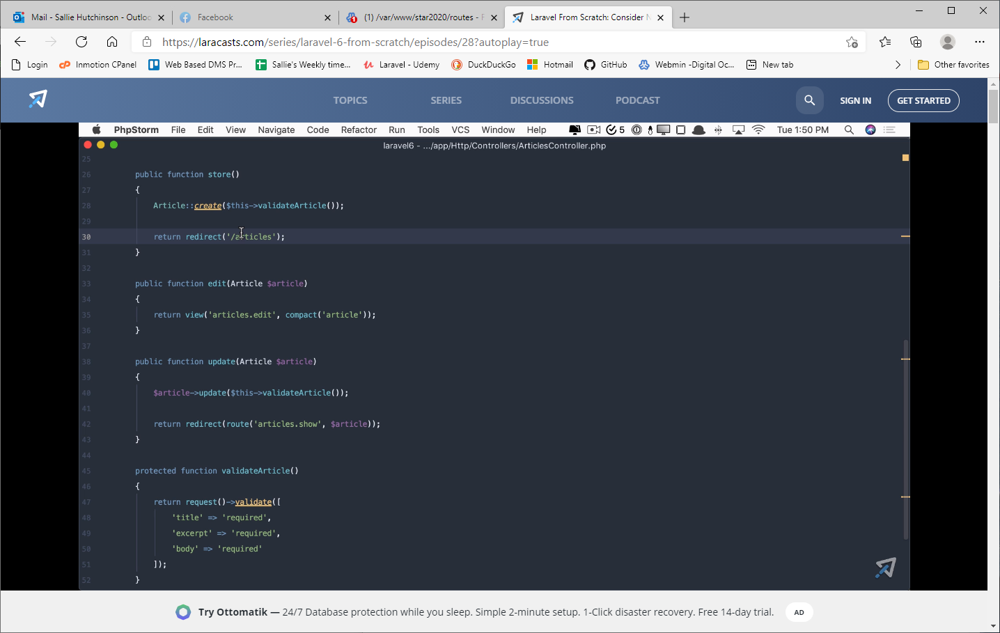 Mail - Sallie Hutchinson - Outloo
Facebook
(1) /var/www/star2020/routes - F
Laravel From Scratch: Consider N
https://laracasts.com/series/laravel-6-from-scratch/episodes/28?autoplay=true
Login
Inmotion CPanel
Web Based DMS Pr...
Sallie's Weekly time...
Laravel - Udemy
DuckDuckGo
Hotmail
GitHub
Webmin -Digital Oc...
New tab
Other favorites
TOPICS
SERIES
DISCUSSIONS
PODCAST
SIGN IN
GET STARTED
PhpStorm File Edit View Navigate Code Refactor Run Tools VCS Window Help 5 Tue 1:50 PM
laravel6 - .../app/Http/Controllers/ArticlesController.php
25
26 public function store()
27 {
28 Article::create($this->validateArticle());
29
30 return redirect('/articles');
31 }
32
33 public function edit(Article $article)
34 {
35 return view('articles.edit', compact('article'));
36 }
37
38 public function update(Article $article)
39 {
40 $article->update($this->validateArticle());
41
42 return redirect(route('articles.show', $article));
43 }
44
45 protected function validateArticle()
46 {
47 return request()->validate([
48 'title' => 'required',
49 'excerpt' => 'required',
50 'body' => 'required'
51 ]);
52 }
Try Ottomatik — 24/7 Database protection while you sleep. Simple 2-minute setup. 1-Click disaster recovery. Free 14-day trial.
AD